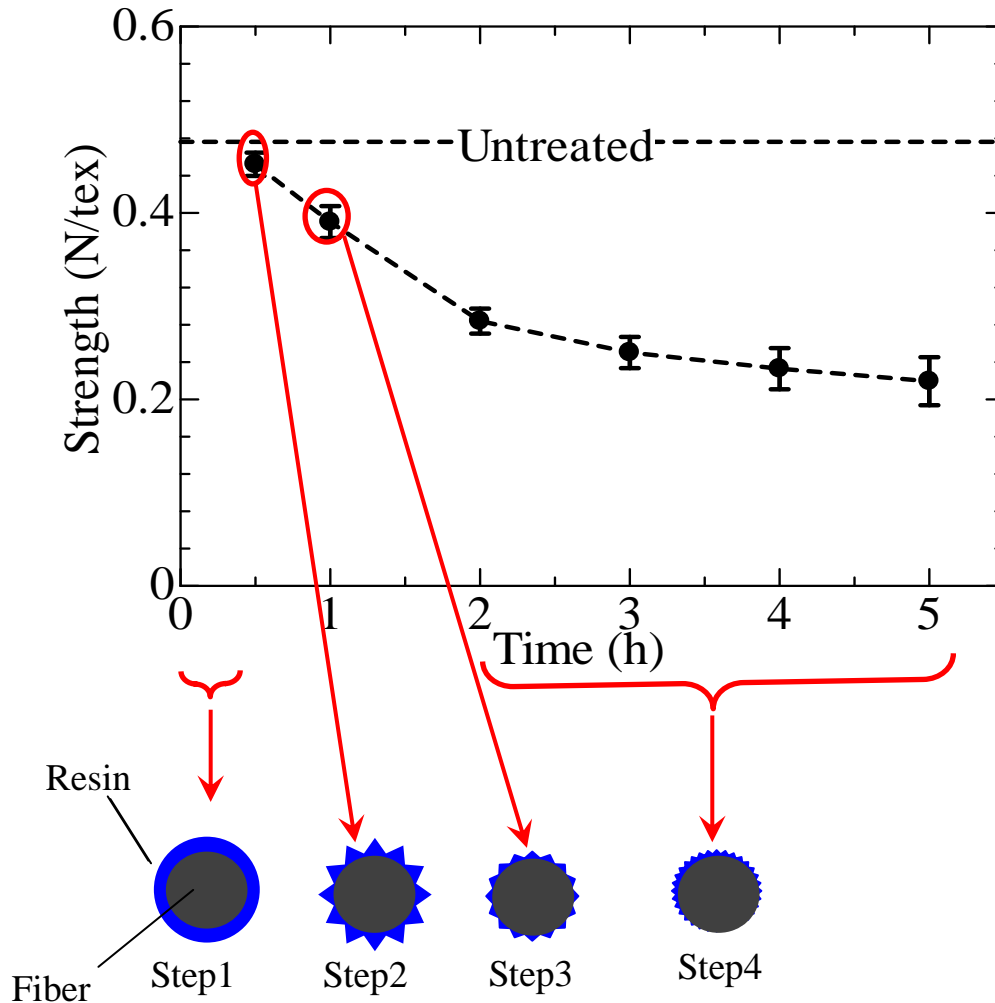 0.6
Untreated
0.4
Strength (N/tex)
0.2
0
0 1 2 3 4 5
Time (h)
Resin
Fiber
Step1 Step2 Step3 Step4